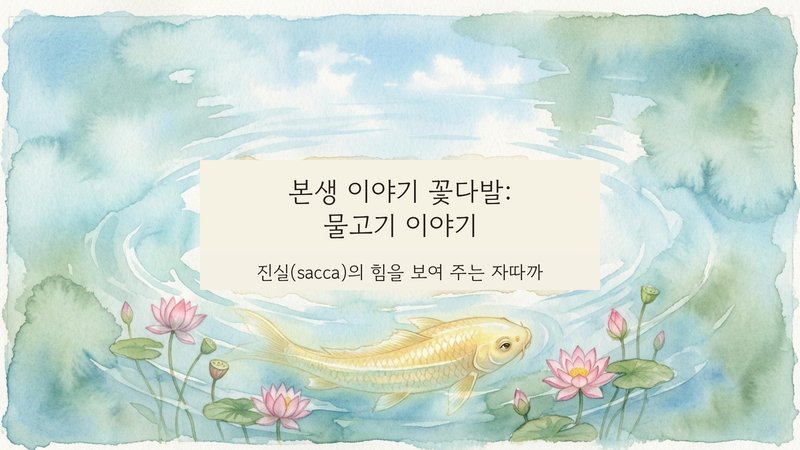 본생 이야기 꽃다발:
물고기 이야기
진실(sacca)의 힘을 보여 주는 자따까